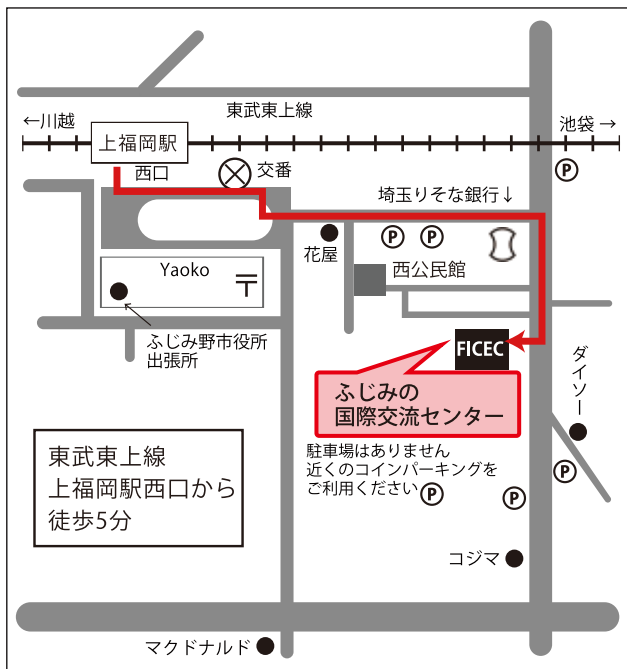 東武東上線
←川越
池袋→
上福岡駅
西口
交番
埼玉りそな銀行↓
P
花屋
P
P
西公民館
Yaoko
〒
ふじみ野市役所
出張所
FICEC
ダイソー
ふじみの
国際交流センター
駐車場はありません
近くのコインパーキングを
ご利用ください
P
P
P
東武東上線
上福岡駅西口から
徒歩5分
コジマ
マクドナルド